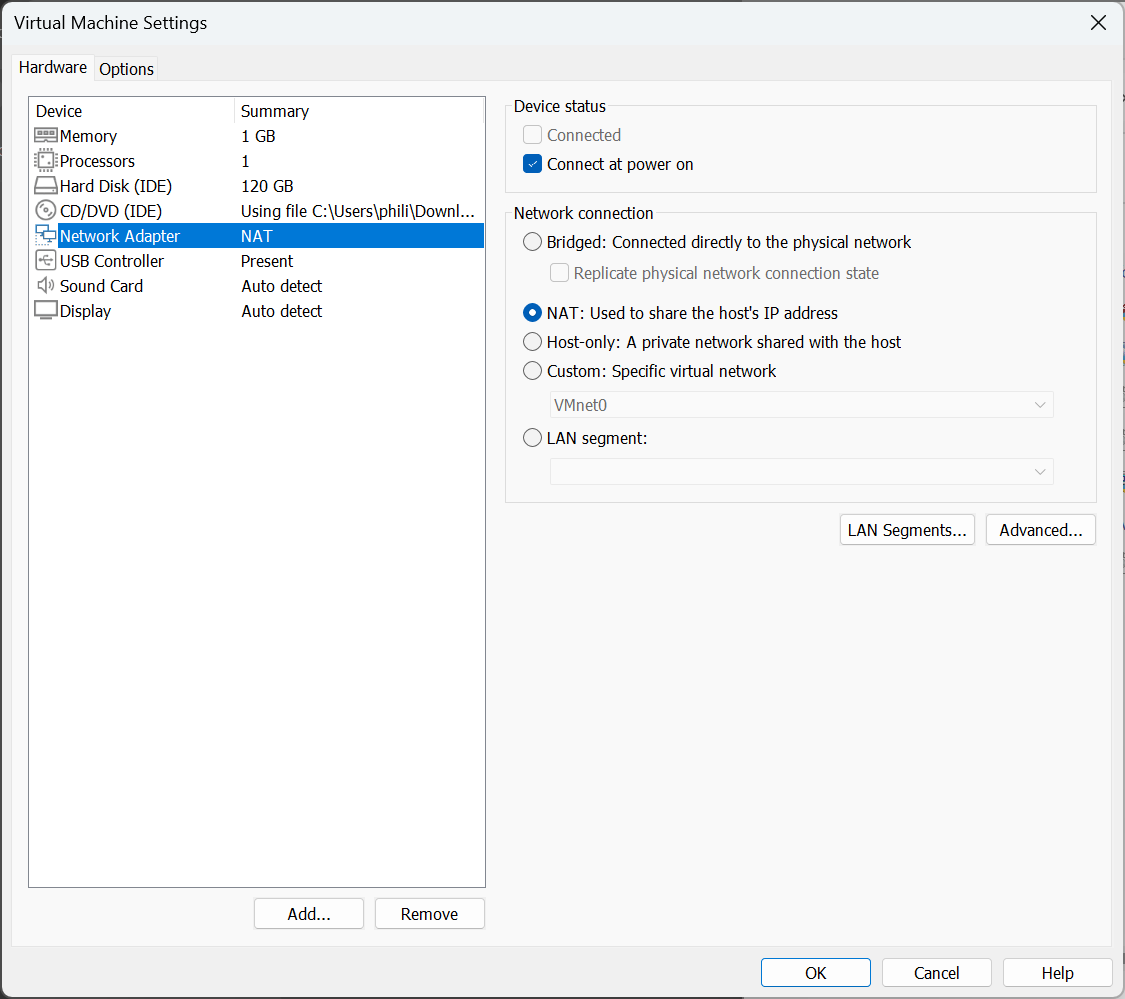 Virtual Machine Settings
Hardware Options
Device Summary
Memory 1 GB
Processors 1
Hard Disk (IDE) 120 GB
CD/DVD (IDE) Using file C:\Users\phili\Downl...
Network Adapter NAT
USB Controller Present
Sound Card Auto detect
Display Auto detect
Add... Remove
Device status
Connected
Connect at power on
Network connection
Bridged: Connected directly to the physical network
Replicate physical network connection state
NAT: Used to share the host's IP address
Host-only: A private network shared with the host
Custom: Specific virtual network
VMnet0
LAN segment:
LAN Segments... Advanced...
OK Cancel Help